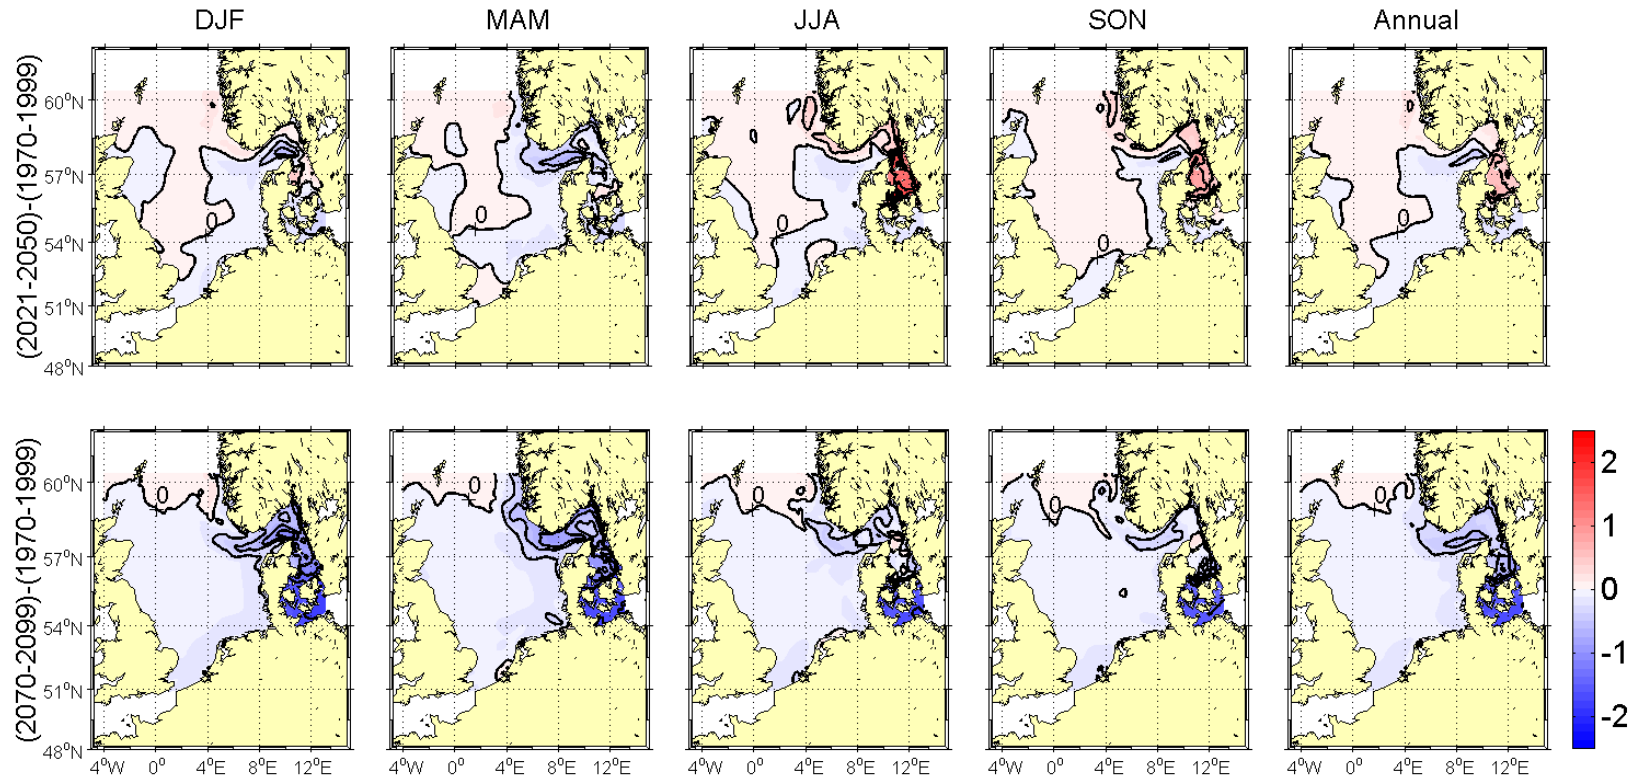 DJF MAM JJA SON Annual
(2021-2050)-(1970-1999)
60°N
57°N
54°N
51°N
48°N
0 0 0 0 0
(2070-2099)-(1970-1999)
60°N
57°N
54°N
51°N
48°N
0 0 0 0 0
2
1
0
-1
-2
4°W 0° 4°E 8°E 12°E 4°W 0° 4°E 8°E 12°E 4°W 0° 4°E 8°E 12°E 4°W 0° 4°E 8°E 12°E 4°W 0° 4°E 8°E 12°E